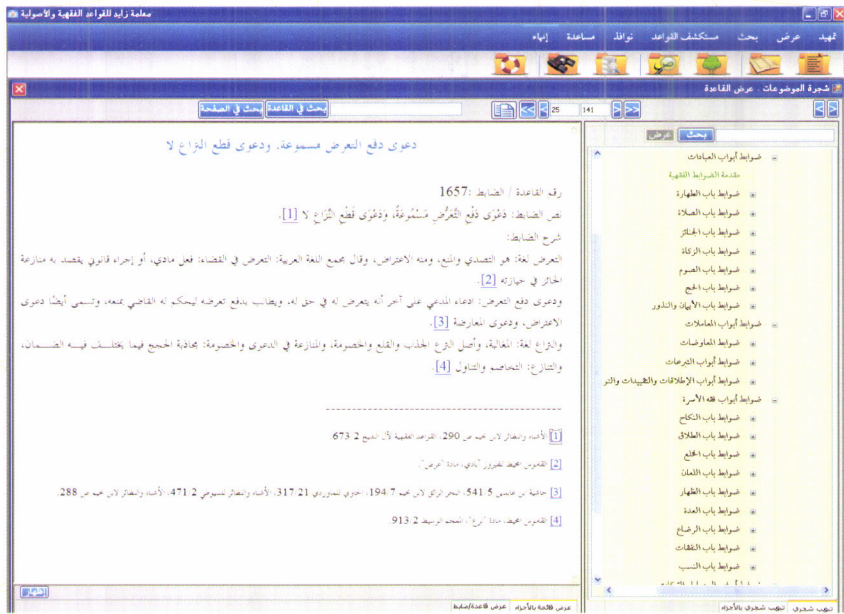 معلمة زايد للقواعد الفقهية والأصولية
تمهيد عرض بحث مستكشف القواعد نوافذ مساعدة إنهاء
شجرة الموضوعات - عرض القاعدة
بحث في القاعدة بحث في الصفحة
25 141
بحث عرض
ضوابط أبواب العبادات
مقدمة الضوابط الفقهية
ضوابط باب الطهارة
ضوابط باب الصلاة
ضوابط باب الجنائز
ضوابط باب الزكاة
ضوابط باب الصوم
ضوابط باب الحج
ضوابط باب الأيمان والنذور
ضوابط أبواب المعاملات
ضوابط المعاوضات
ضوابط أبواب التبرعات
ضوابط أبواب الإطلاقات والتقييدات والتو
ضوابط أبواب فقه الأسرة
ضوابط باب النكاح
ضوابط باب الطلاق
ضوابط باب الخلع
ضوابط باب اللعان
ضوابط باب الظهار
ضوابط باب العدة
ضوابط باب الرضاع
ضوابط باب النفقات
ضوابط باب النسب
تبويب شجري تبويب شجري بالأجزاء
دعوى دفع التعرض مسموعة، ودعوى قطع النزاع لا
رقم القاعدة / الضابط :1657
نص الضابط: دَعْوَى دَفْعِ التَّعَرُّضِ مَسْمُوعَةٌ، وَدَعْوَى قَطْعِ النِّزَاعِ لا [1].
شرح الضابط:
التعرض لغة: هو التصدي والمنع، ومنه الاعتراض، وقال مجمع اللغة العربية: التعرض في القضاء: فعل مادي، أو إجراء قانوني يقصد به منازعة
الحائز في حيازته [2].
ودعوى دفع التعرض: ادعاء المدعي على آخر أنه يتعرض له في حق له، ويطالب بدفع تعرضه ليحكم له القاضي بمنعه، وتسمى أيضًا دعوى
الاعتراض، ودعوى المعارضة [3].
والنزاع لغة: المغالبة، وأصل النزع الجذب والقلع والخصومة، والمنازعة في الدعوى والخصومة: مجاذبة الحجج فيما يختلف فيه الضمان،
والتنازع: التخاصم والتناول [4].
[1] الأشباه والنظائر لابن نجيم ص 290، القواعد الفقهية لآل الشيخ 2/673.
[2] القاموس المحيط للفيروز آبادي، مادة "عرض".
[3] حاشية ابن عابدين 541/5، البحر الرائق لابن نجيم 194/7، الحاوي للماوردي 317/21، الأشباه والنظائر للسيوطي 471/2، الأشباه والنظائر لابن نجيم ص 288.
[4] القاموس المحيط، مادة "نزع"، المعجم الوسيط 2/913.
إظهار
عرض قائمة بالأجزاء عرض قاعدة/ضابط